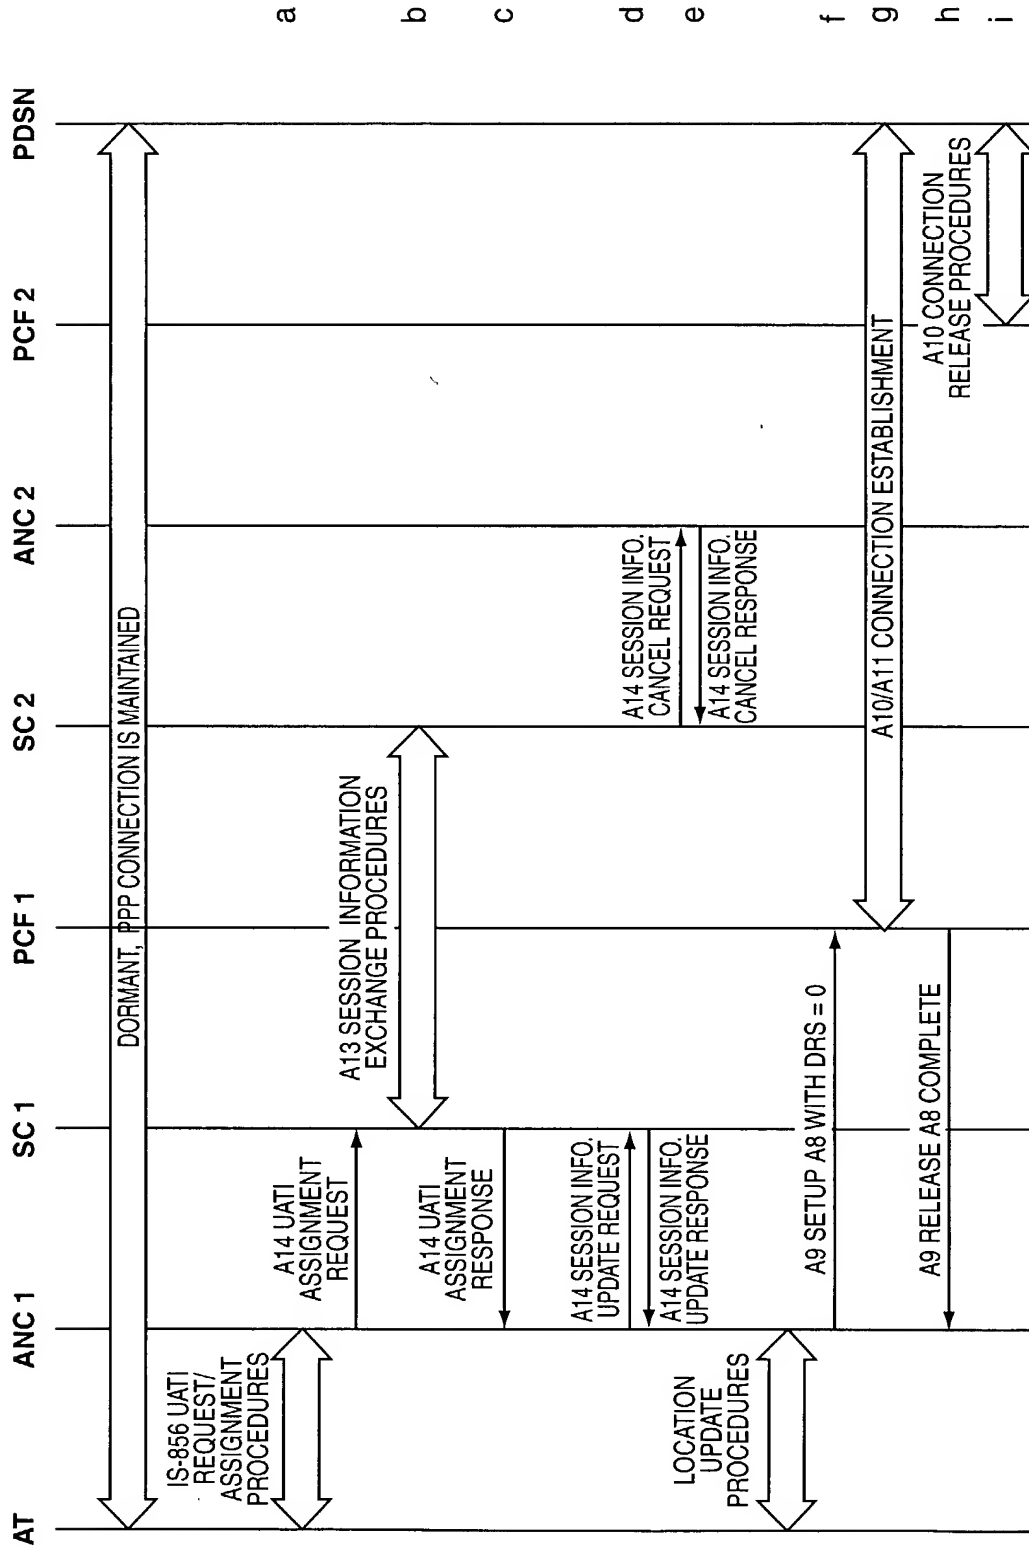 AT
ANC 1
SC 1
PCF 1
SC 2
ANC 2
PCF 2
PDSN
DORMANT, PPP CONNECTION IS MAINTAINED
IS-856 UATI
REQUEST/
ASSIGNMENT
PROCEDURES
a
A14 UATI
ASSIGNMENT
REQUEST
A13 SESSION INFORMATION
EXCHANGE PROCEDURES
b
A14 UATI
ASSIGNMENT
RESPONSE
c
A14 SESSION INFO.
UPDATE REQUEST
A14 SESSION INFO.
CANCEL REQUEST
d
A14 SESSION INFO.
UPDATE RESPONSE
A14 SESSION INFO.
CANCEL RESPONSE
e
LOCATION
UPDATE
PROCEDURES
A9 SETUP A8 WITH DRS = 0
f
A10/A11 CONNECTION ESTABLISHMENT
g
A9 RELEASE A8 COMPLETE
h
A10 CONNECTION
RELEASE PROCEDURES
i